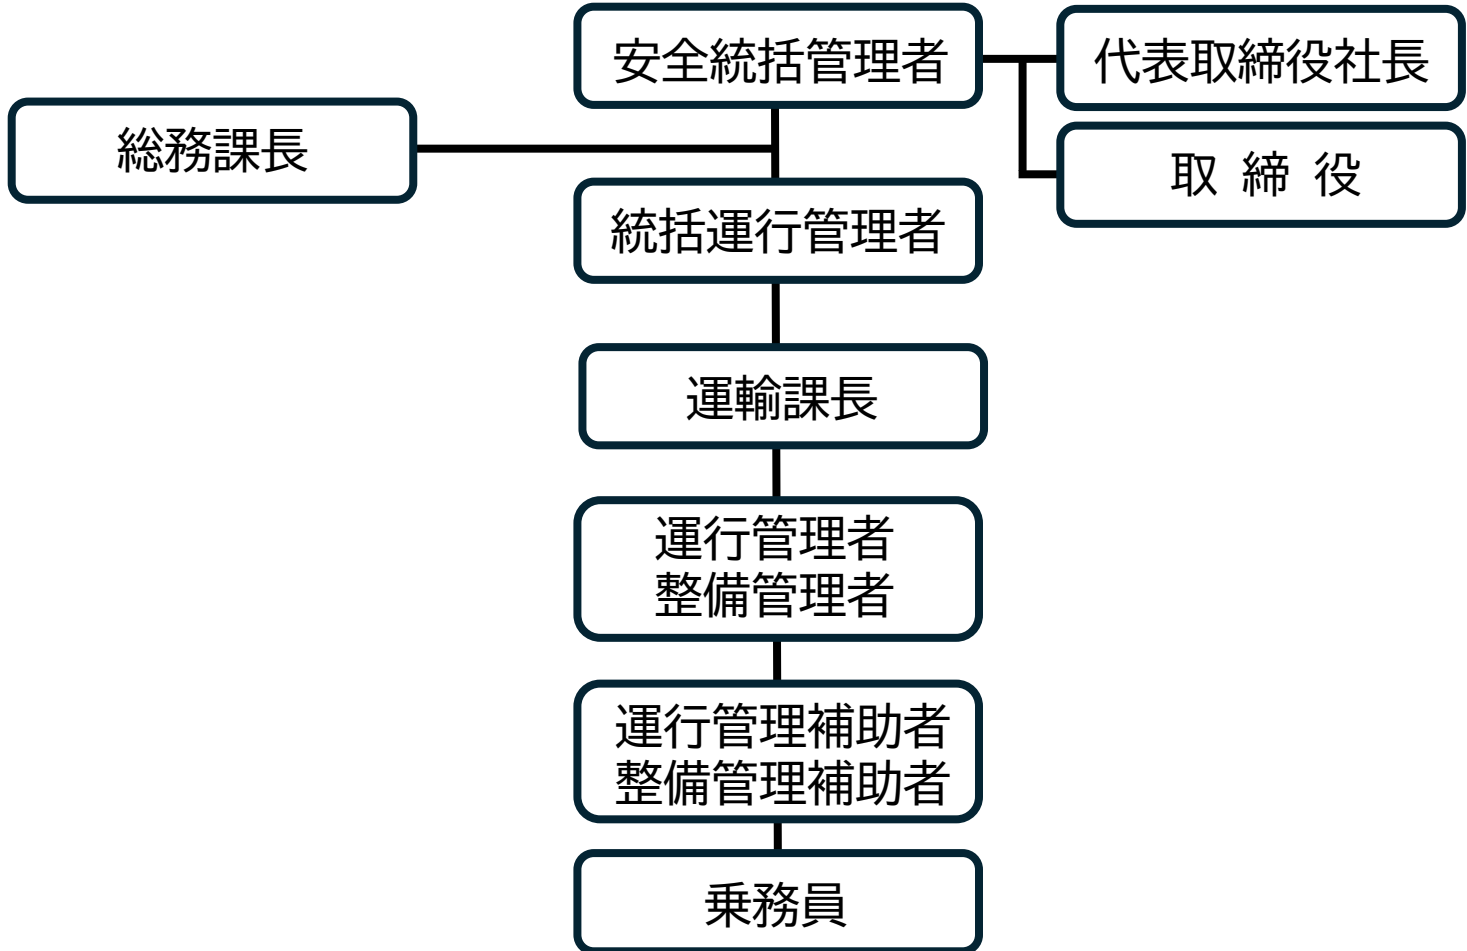 安全統括管理者
代表取締役社長
総務課長
取 締 役
統括運行管理者
運輸課長
運行管理者
整備管理者
運行管理補助者
整備管理補助者
乗務員